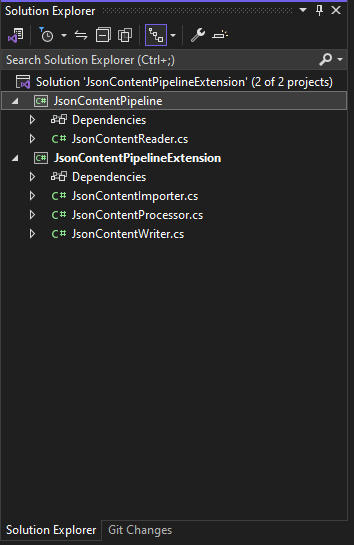 Solution Explorer
Search Solution Explorer (Ctrl+;)
Solution 'JsonContentPipelineExtension' (2 of 2 projects)
C# JsonContentPipeline
Dependencies
C# JsonContentReader.cs
C# JsonContentPipelineExtension
Dependencies
C# JsonContentImporter.cs
C# JsonContentProcessor.cs
C# JsonContentWriter.cs
Solution Explorer Git Changes